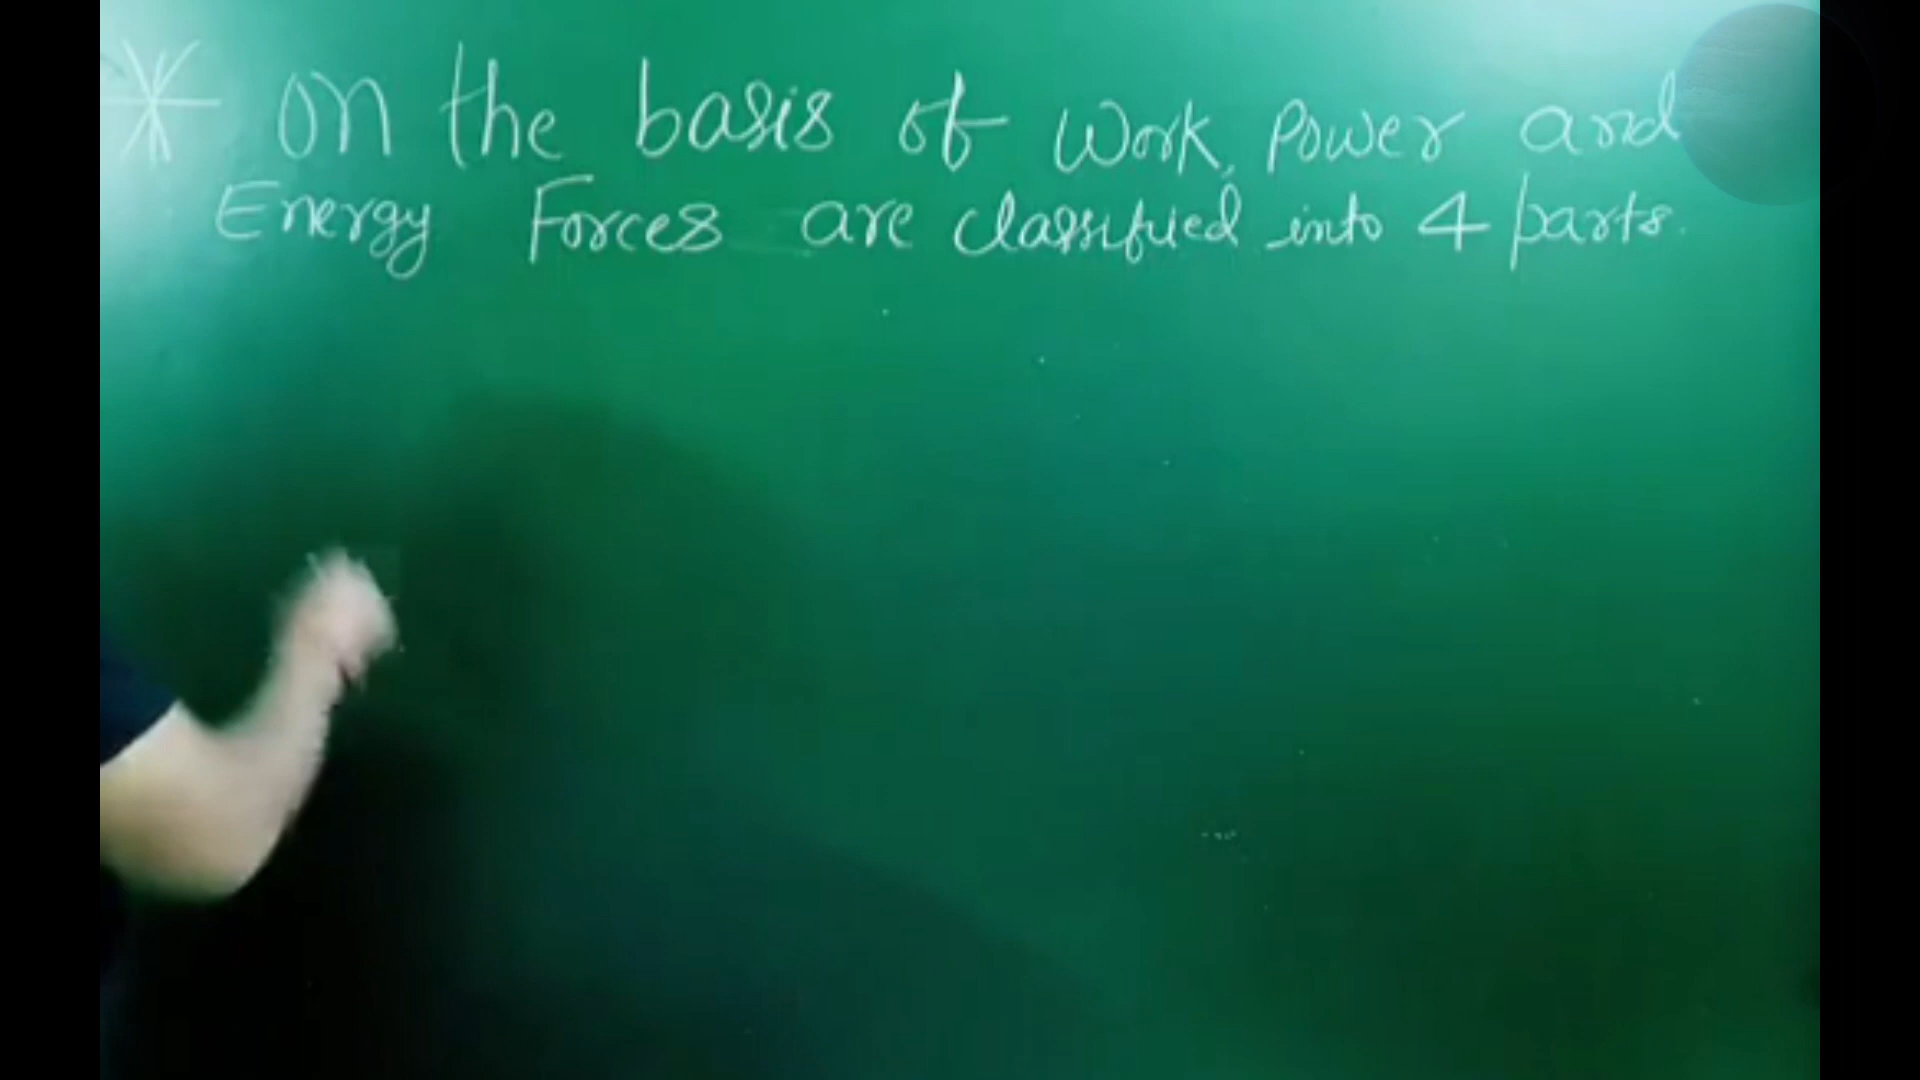 * On the basis of Work, Power and
Energy Forces are classified into 4 parts.